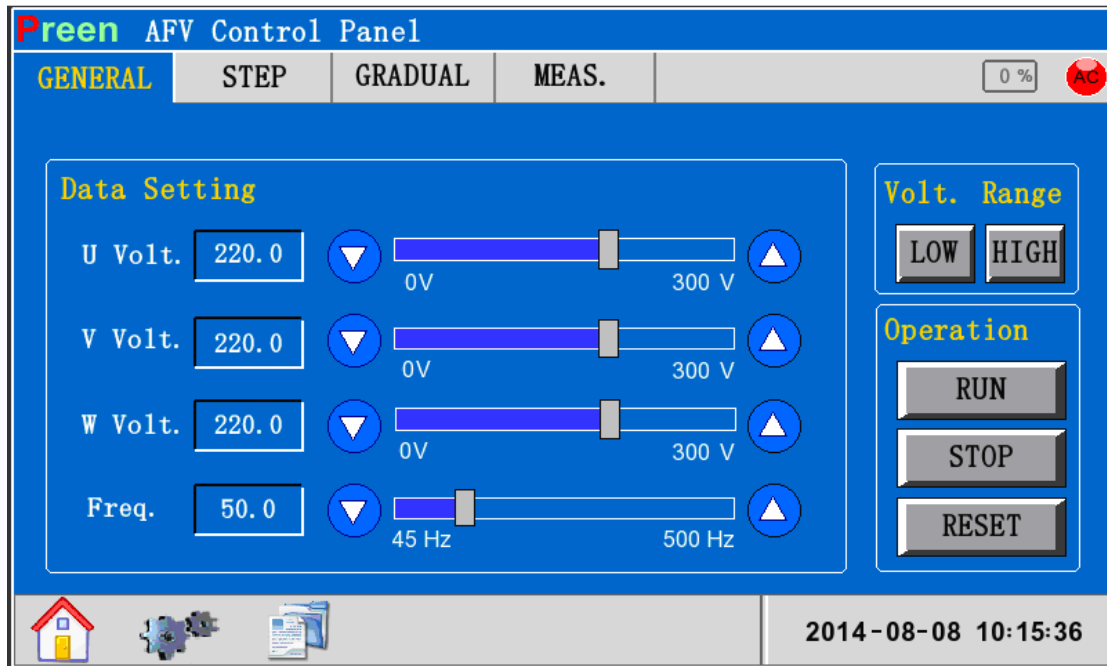 Preen AFV Control Panel
GENERAL STEP GRADUAL MEAS. 0 % AC
Data Setting
U Volt. 220.0
0V 300 V
V Volt. 220.0
0V 300 V
W Volt. 220.0
0V 300 V
Freq. 50.0
45 Hz 500 Hz
Volt. Range
LOW HIGH
Operation
RUN
STOP
RESET
2014-08-08 10:15:36